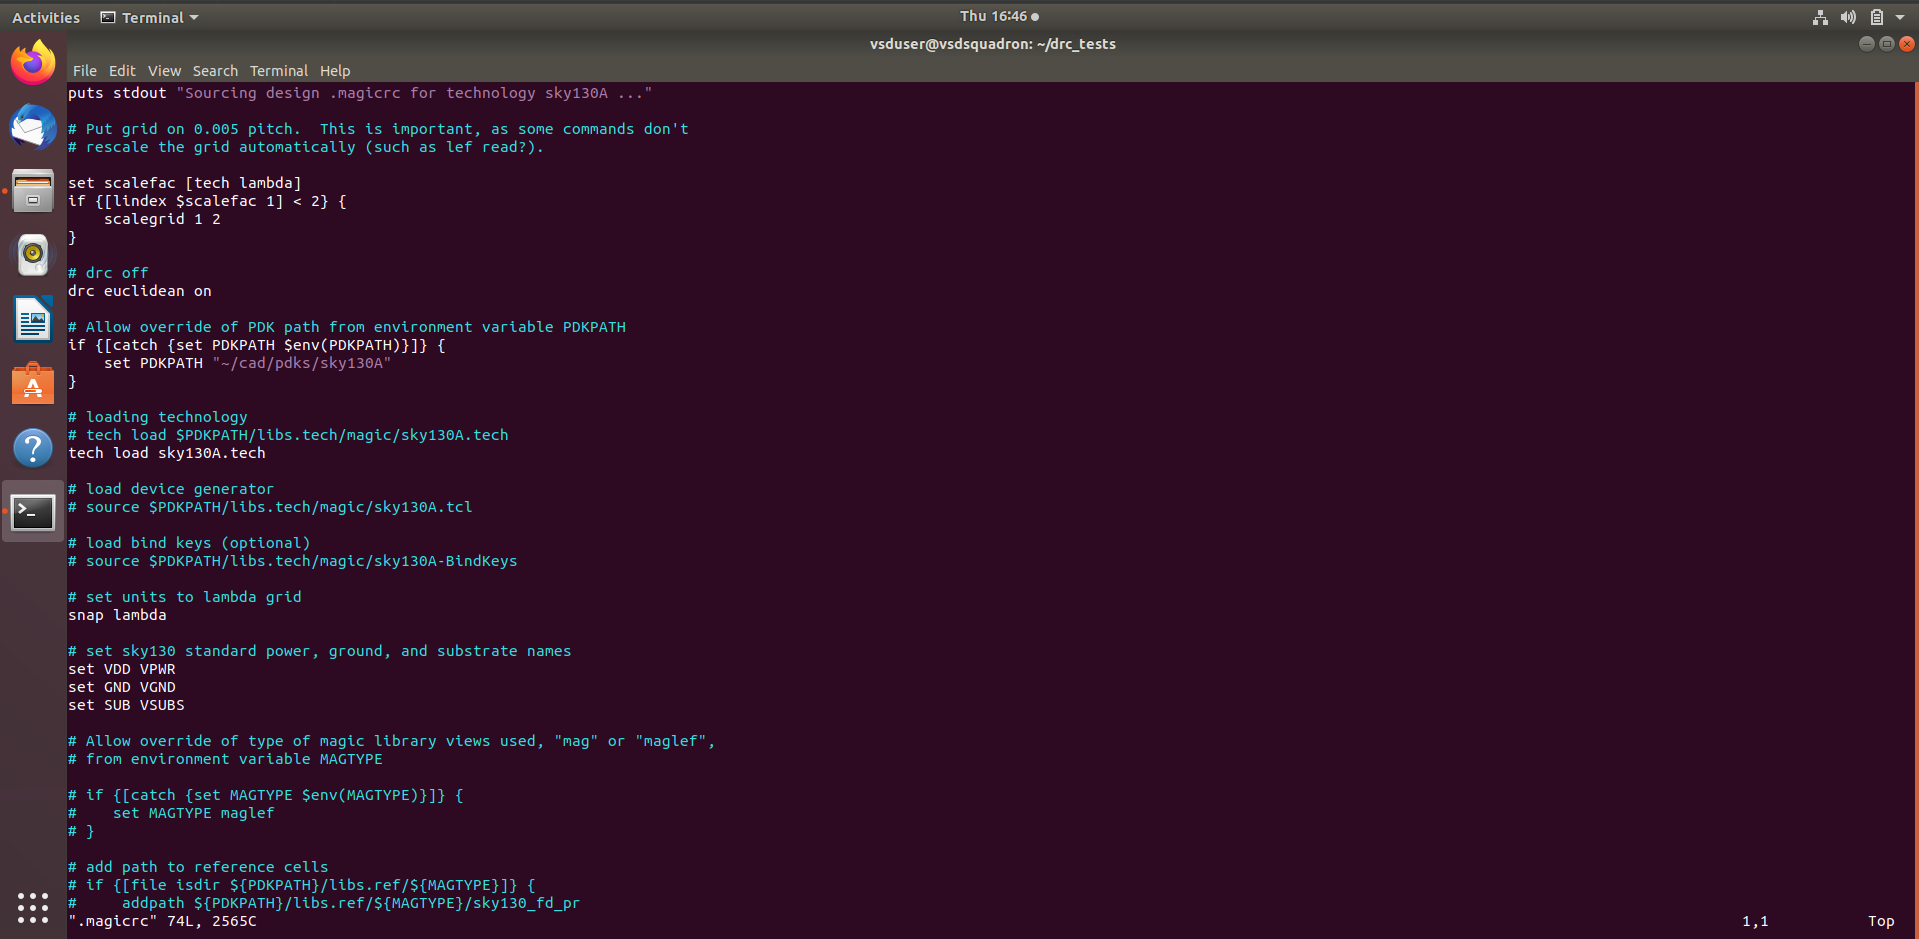 Activities Terminal Thu 16:46
vsduser@vsdsquadron: ~/drc_tests
File Edit View Search Terminal Help
puts stdout "Sourcing design .magicrc for technology sky130A ..."
# Put grid on 0.005 pitch.  This is important, as some commands don't
# rescale the grid automatically (such as lef read?).
set scalefac [tech lambda]
if {[lindex $scalefac 1] < 2} {
    scalegrid 1 2
}
# drc off
drc euclidean on
# Allow override of PDK path from environment variable PDKPATH
if {[catch {set PDKPATH $env(PDKPATH)}]} {
    set PDKPATH "~/cad/pdks/sky130A"
}
# loading technology
# tech load $PDKPATH/libs.tech/magic/sky130A.tech
tech load sky130A.tech
# load device generator
# source $PDKPATH/libs.tech/magic/sky130A.tcl
# load bind keys (optional)
# source $PDKPATH/libs.tech/magic/sky130A-BindKeys
# set units to lambda grid
snap lambda
# set sky130 standard power, ground, and substrate names
set VDD VPWR
set GND VGND
set SUB VSUBS
# Allow override of type of magic library views used, "mag" or "maglef",
# from environment variable MAGTYPE
# if {[catch {set MAGTYPE $env(MAGTYPE)}]} {
#    set MAGTYPE maglef
# }
# add path to reference cells
# if {[file isdir ${PDKPATH}/libs.ref/${MAGTYPE}]} {
#     addpath ${PDKPATH}/libs.ref/${MAGTYPE}/sky130_fd_pr
".magicrc" 74L, 2565C 1,1 Top